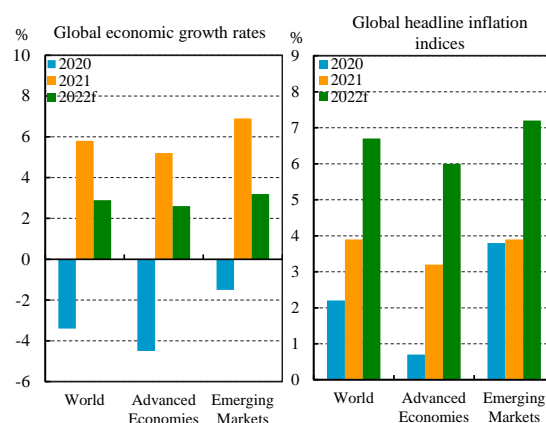 % Global economic growth rates
10
8
6
4
2
0
-2
-4
-6
2020
2021
2022f
World
Advanced
Economies
Emerging
Markets
Global headline inflation
indices
%
9
8
7
6
5
4
3
2
1
0
2020
2021
2022f
World
Advanced
Economies
Emerging
Markets